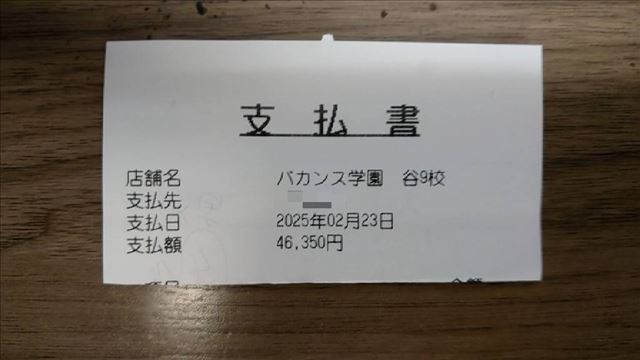 支払書
店舗名 バカンス学園 谷9校
支払先
支払日 2025年02月23日
支払額 46,350円